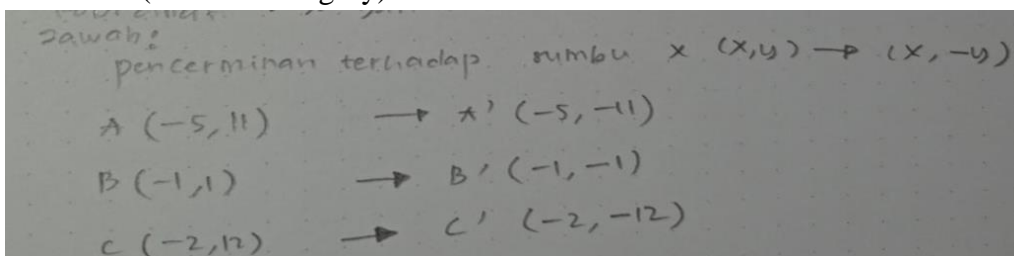 Jawab:
pencerminan terhadap sumbu x (x,y) → (x, -y)
A (-5, 11) → A' (-5, -11)
B (-1, 1) → B' (-1, -1)
C (-2, 12) → C' (-2, -12)